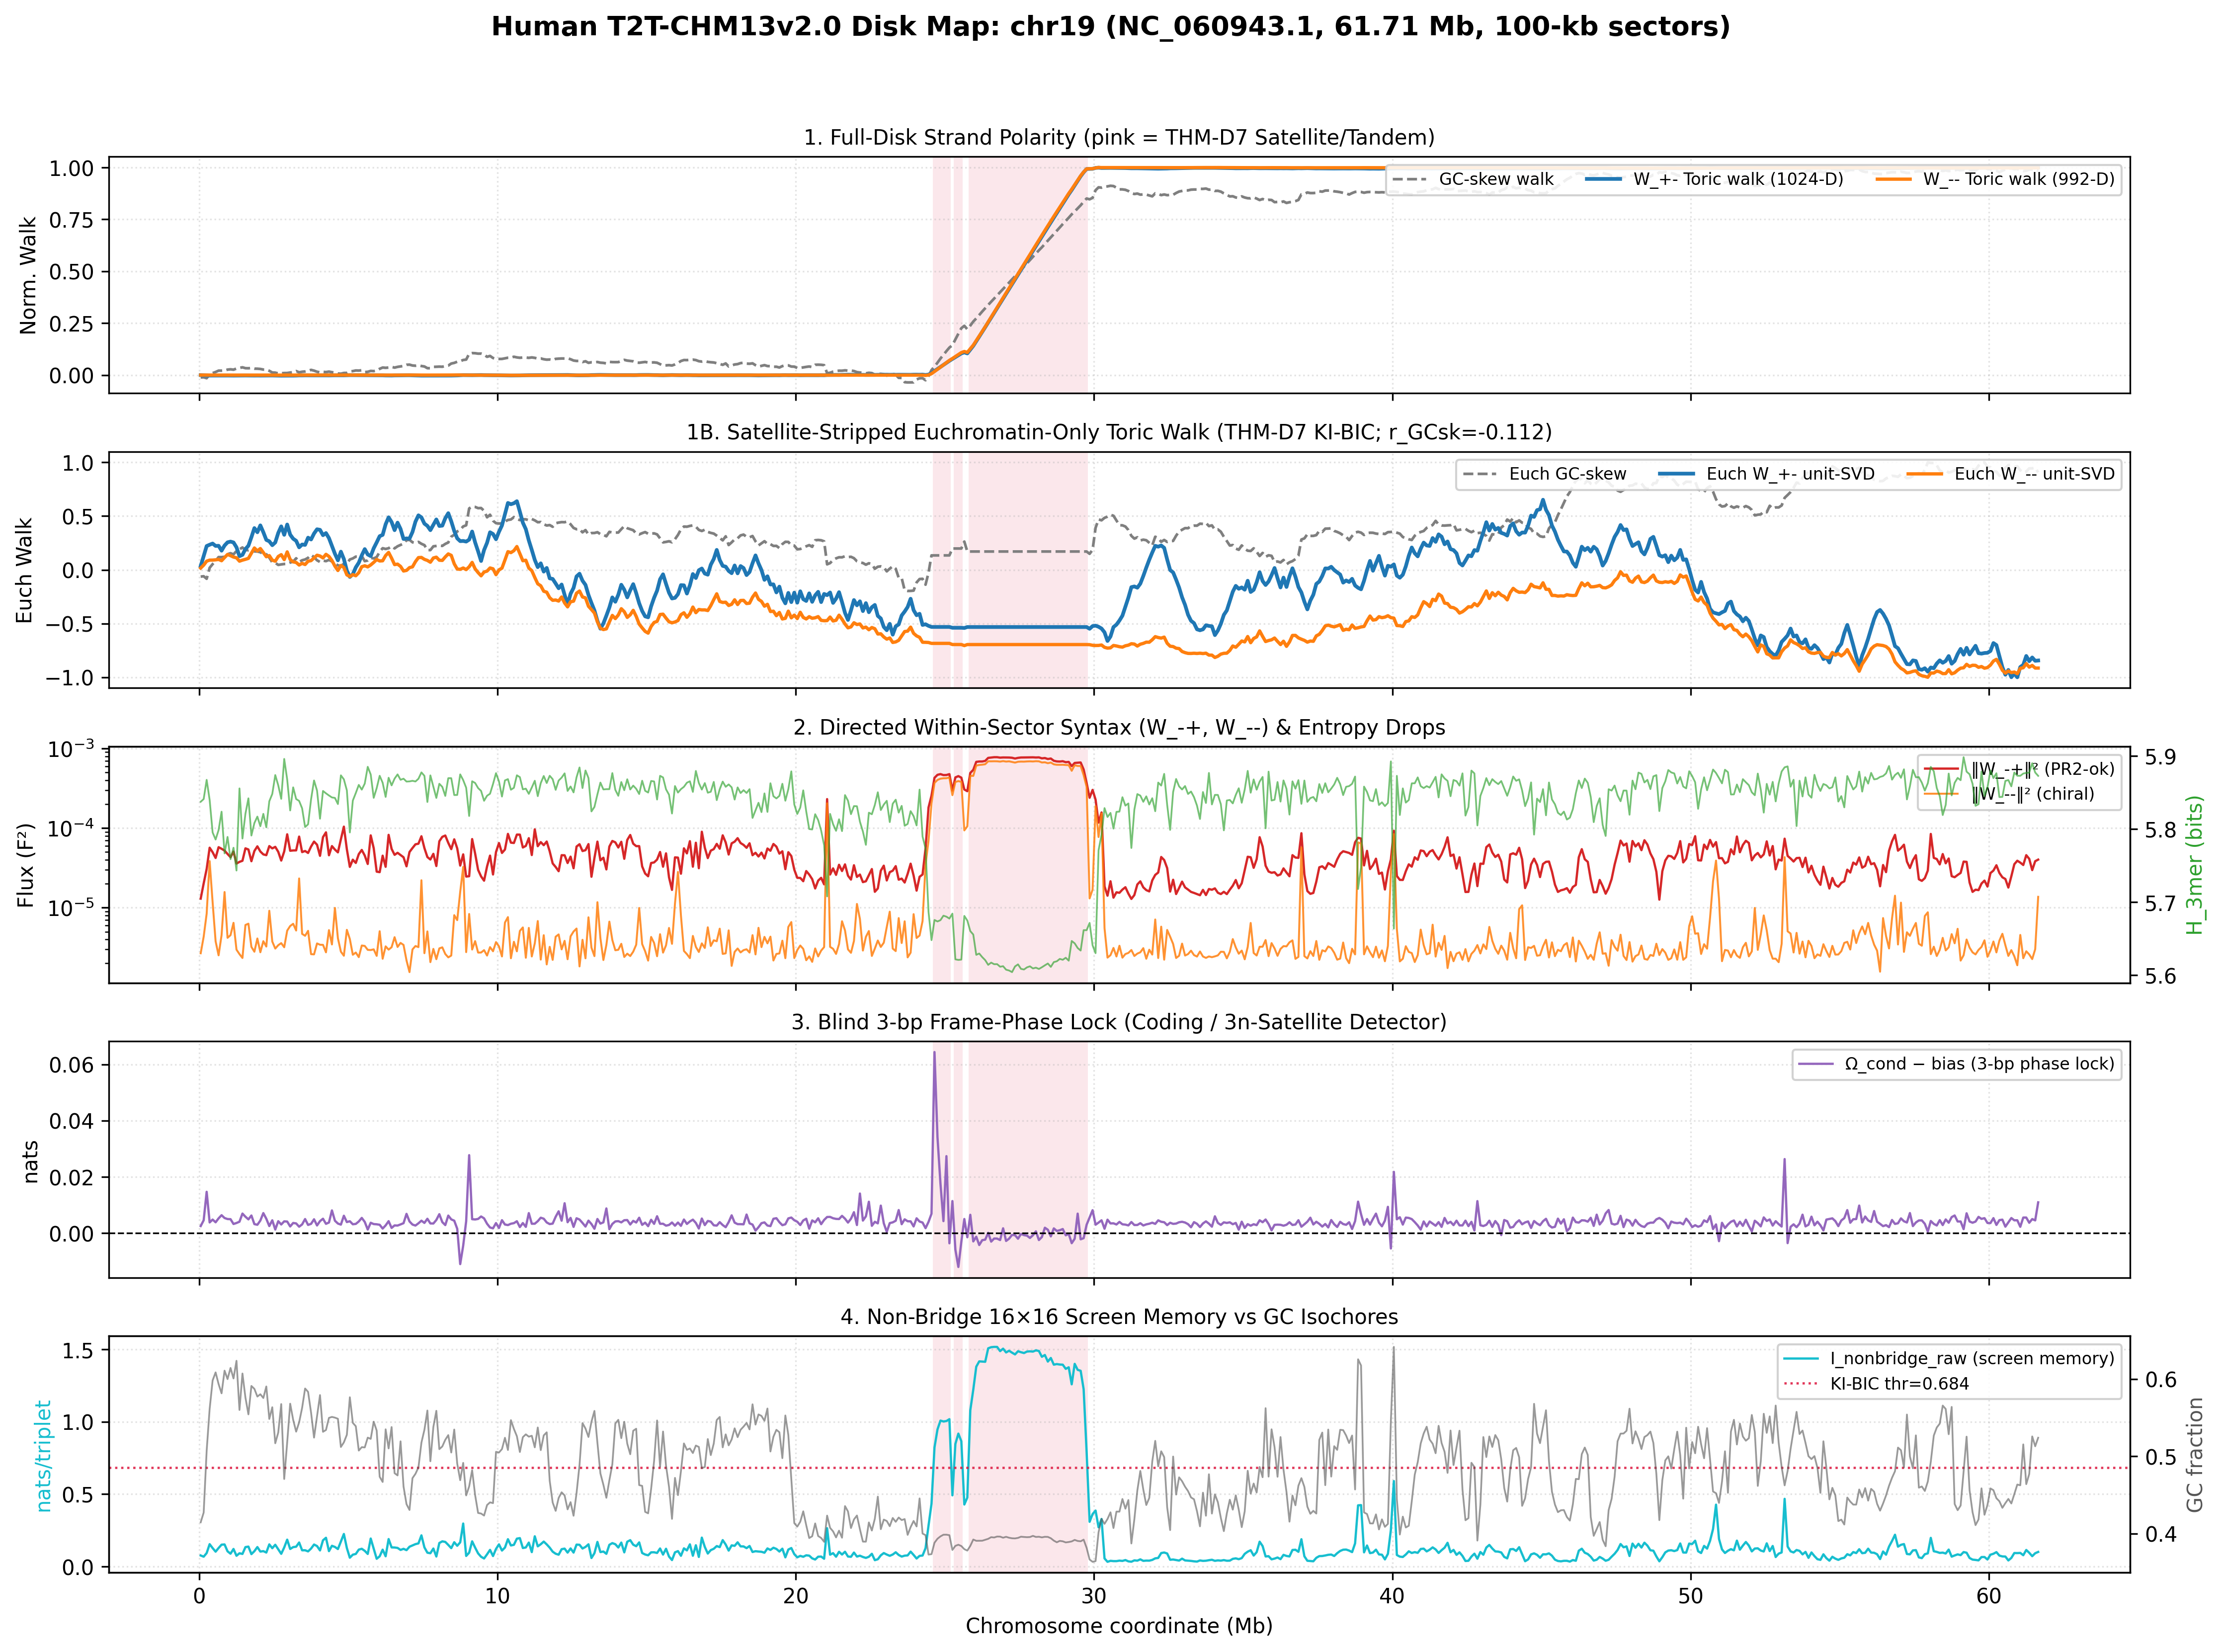 Human T2T-CHM13v2.0 Disk Map: chr19 (NC_060943.1, 61.71 Mb, 100-kb sectors)
1. Full-Disk Strand Polarity (pink = THM-D7 Satellite/Tandem)
Norm. Walk
1.00
0.75
0.50
0.25
0.00
GC-skew walk
W_+- Toric walk (1024-D)
W_-- Toric walk (992-D)
1B. Satellite-Stripped Euchromatin-Only Toric Walk (THM-D7 KI-BIC; r_GCsk=-0.112)
Euch Walk
1.0
0.5
0.0
−0.5
−1.0
Euch GC-skew
Euch W_+- unit-SVD
Euch W_-- unit-SVD
2. Directed Within-Sector Syntax (W_-+, W_--) & Entropy Drops
Flux (F²)
10⁻³
10⁻⁴
10⁻⁵
‖W_-+‖² (PR2-ok)
‖W_--‖² (chiral)
5.9
5.8
5.7
5.6
H_3mer (bits)
3. Blind 3-bp Frame-Phase Lock (Coding / 3n-Satellite Detector)
nats
0.06
0.04
0.02
0.00
Ω_cond − bias (3-bp phase lock)
4. Non-Bridge 16×16 Screen Memory vs GC Isochores
nats/triplet
1.5
1.0
0.5
0.0
I_nonbridge_raw (screen memory)
KI-BIC thr=0.684
0.6
0.5
0.4
GC fraction
0
10
20
30
40
50
60
Chromosome coordinate (Mb)